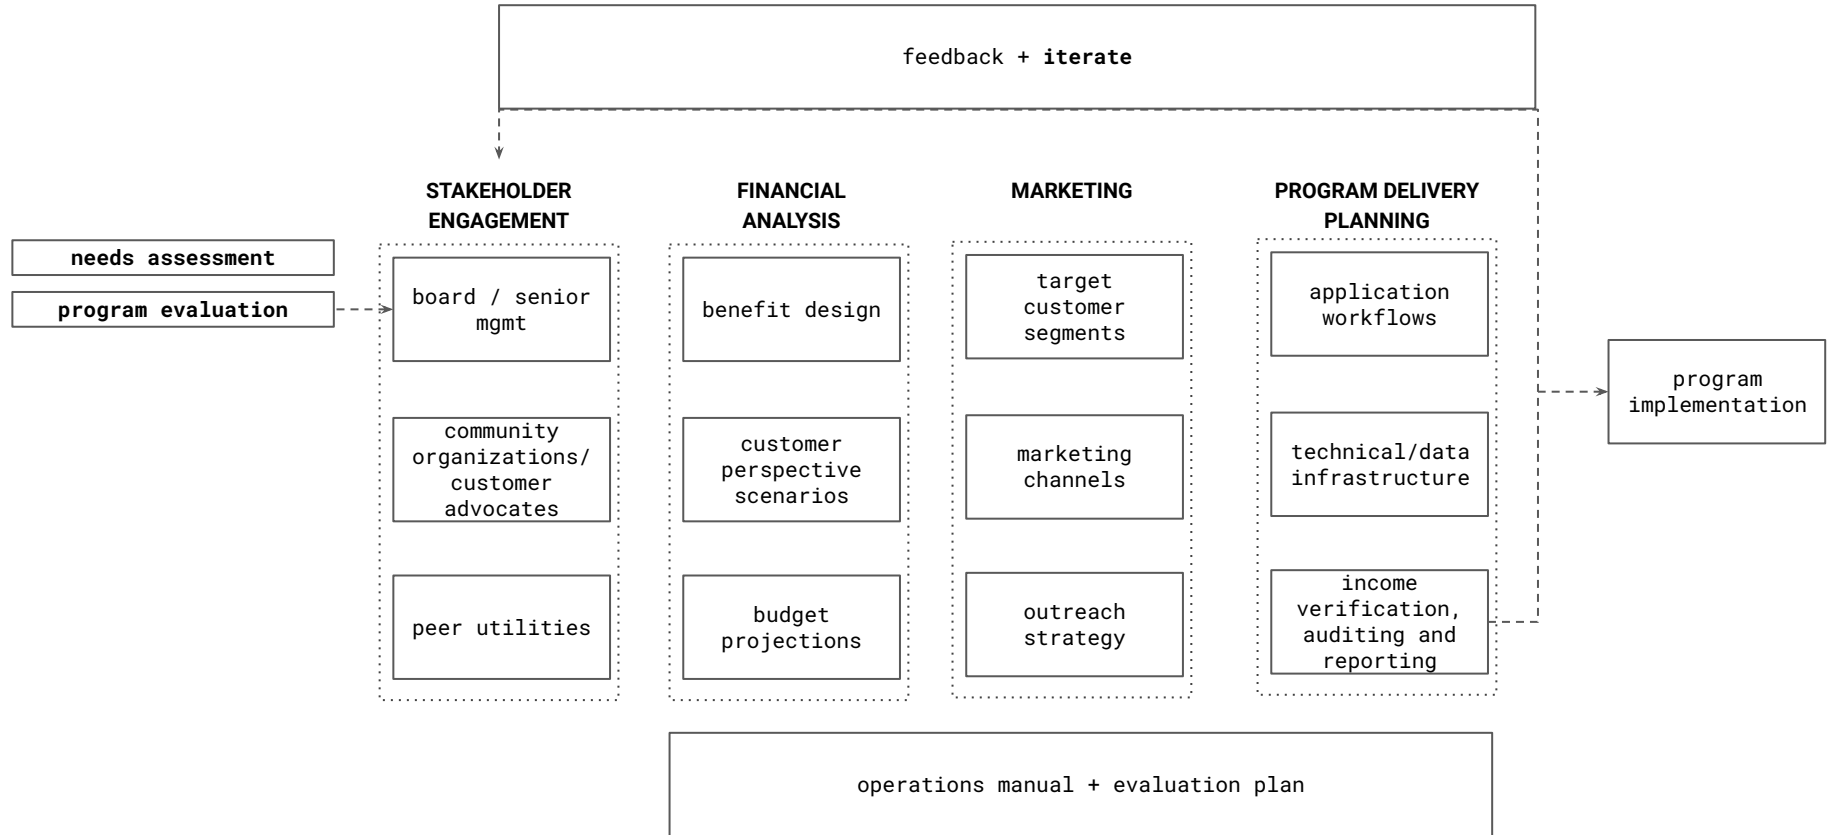 feedback + iterate
STAKEHOLDER
ENGAGEMENT
FINANCIAL
ANALYSIS
MARKETING
PROGRAM DELIVERY
PLANNING
needs assessment
program evaluation
board / senior
mgmt
community
organizations/
customer
advocates
peer utilities
benefit design
customer
perspective
scenarios
budget
projections
target
customer
segments
marketing
channels
outreach
strategy
application
workflows
technical/data
infrastructure
income
verification,
auditing and
reporting
program
implementation
operations manual + evaluation plan